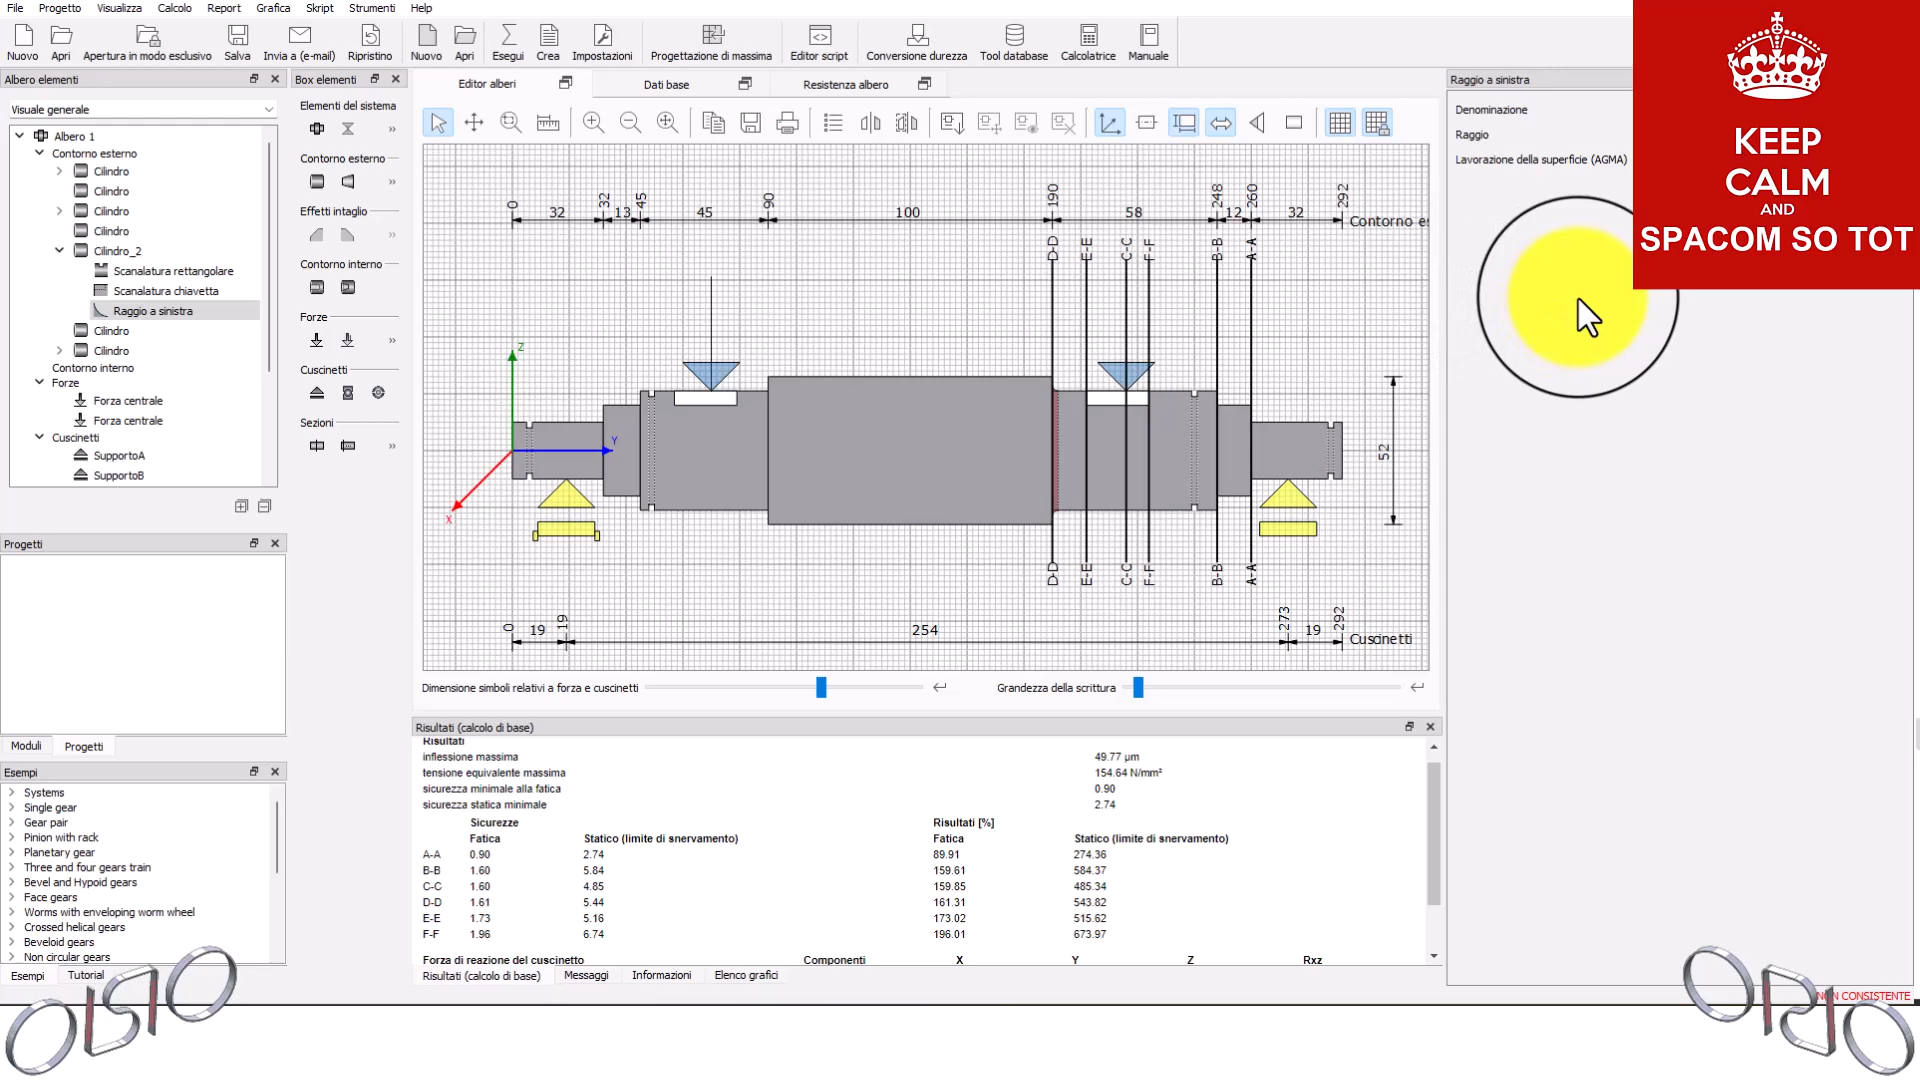 File Progetto Visualizza Calcolo Report Grafica Skript Strumenti Help
Nuovo Apri Apertura in modo esclusivo Salva Invia a (e-mail) Ripristino Nuovo Apri Esegui Crea Impostazioni Progettazione di massima Editor script Conversione durezza Tool database Calcolatrice Manuale
Albero elementi
Visuale generale
Albero 1
Contorno esterno
Cilindro
Cilindro
Cilindro
Cilindro
Cilindro_2
Scanalatura rettangolare
Scanalatura chiavetta
Raggio a sinistra
Cilindro
Cilindro
Contorno interno
Forze
Forza centrale
Forza centrale
Cuscinetti
SupportoA
SupportoB
Progetti
Moduli Progetti
Esempi
Systems
Single gear
Gear pair
Pinion with rack
Planetary gear
Three and four gears train
Bevel and Hypoid gears
Face gears
Worms with enveloping worm wheel
Crossed helical gears
Beveloid gears
Non circular gears
Esempi Tutorial
Box elementi
Elementi del sistema
Contorno esterno
Effetti intaglio
Contorno interno
Forze
Cuscinetti
Sezioni
Editor alberi Dati base Resistenza albero
0 32 45 90 190 248 260 292
32 13 45 100 58 12 32 Contorno es
D-D E-E C-C F-F B-B A-A
Z
Y
X
52
D-D E-E C-C F-F B-B A-A
0 19 273 292
19 254 19 Cuscinetti
Dimensione simboli relativi a forza e cuscinetti Grandezza della scrittura
Risultati (calcolo di base)
Risultati
inflessione massima 49.77 µm
tensione equivalente massima 154.64 N/mm²
sicurezza minimale alla fatica 0.90
sicurezza statica minimale 2.74
Sicurezze Risultati [%]
Fatica Statico (limite di snervamento) Fatica Statico (limite di snervamento)
A-A 0.90 2.74 89.91 274.36
B-B 1.60 5.84 159.61 584.37
C-C 1.60 4.85 159.85 485.34
D-D 1.61 5.44 161.31 543.82
E-E 1.73 5.16 173.02 515.62
F-F 1.96 6.74 196.01 673.97
Forza di reazione del cuscinetto Componenti X Y Z Rxz
Risultati (calcolo di base) Messaggi Informazioni Elenco grafici
Raggio a sinistra
Denominazione
Raggio
Lavorazione della superficie (AGMA)
KEEP
CALM
AND
SPACOM SO TOT
CONSISTENTE